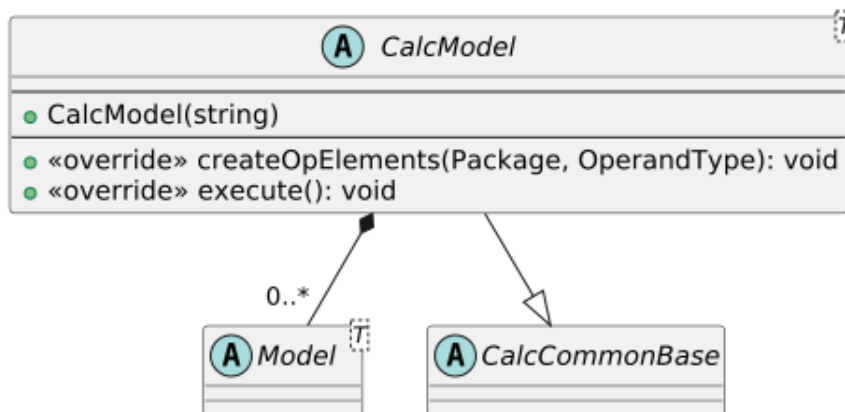 A CalcModel T
CalcModel(string)
«override» createOpElements(Package, OperandType): void
«override» execute(): void
0..*
A Model T
A CalcCommonBase